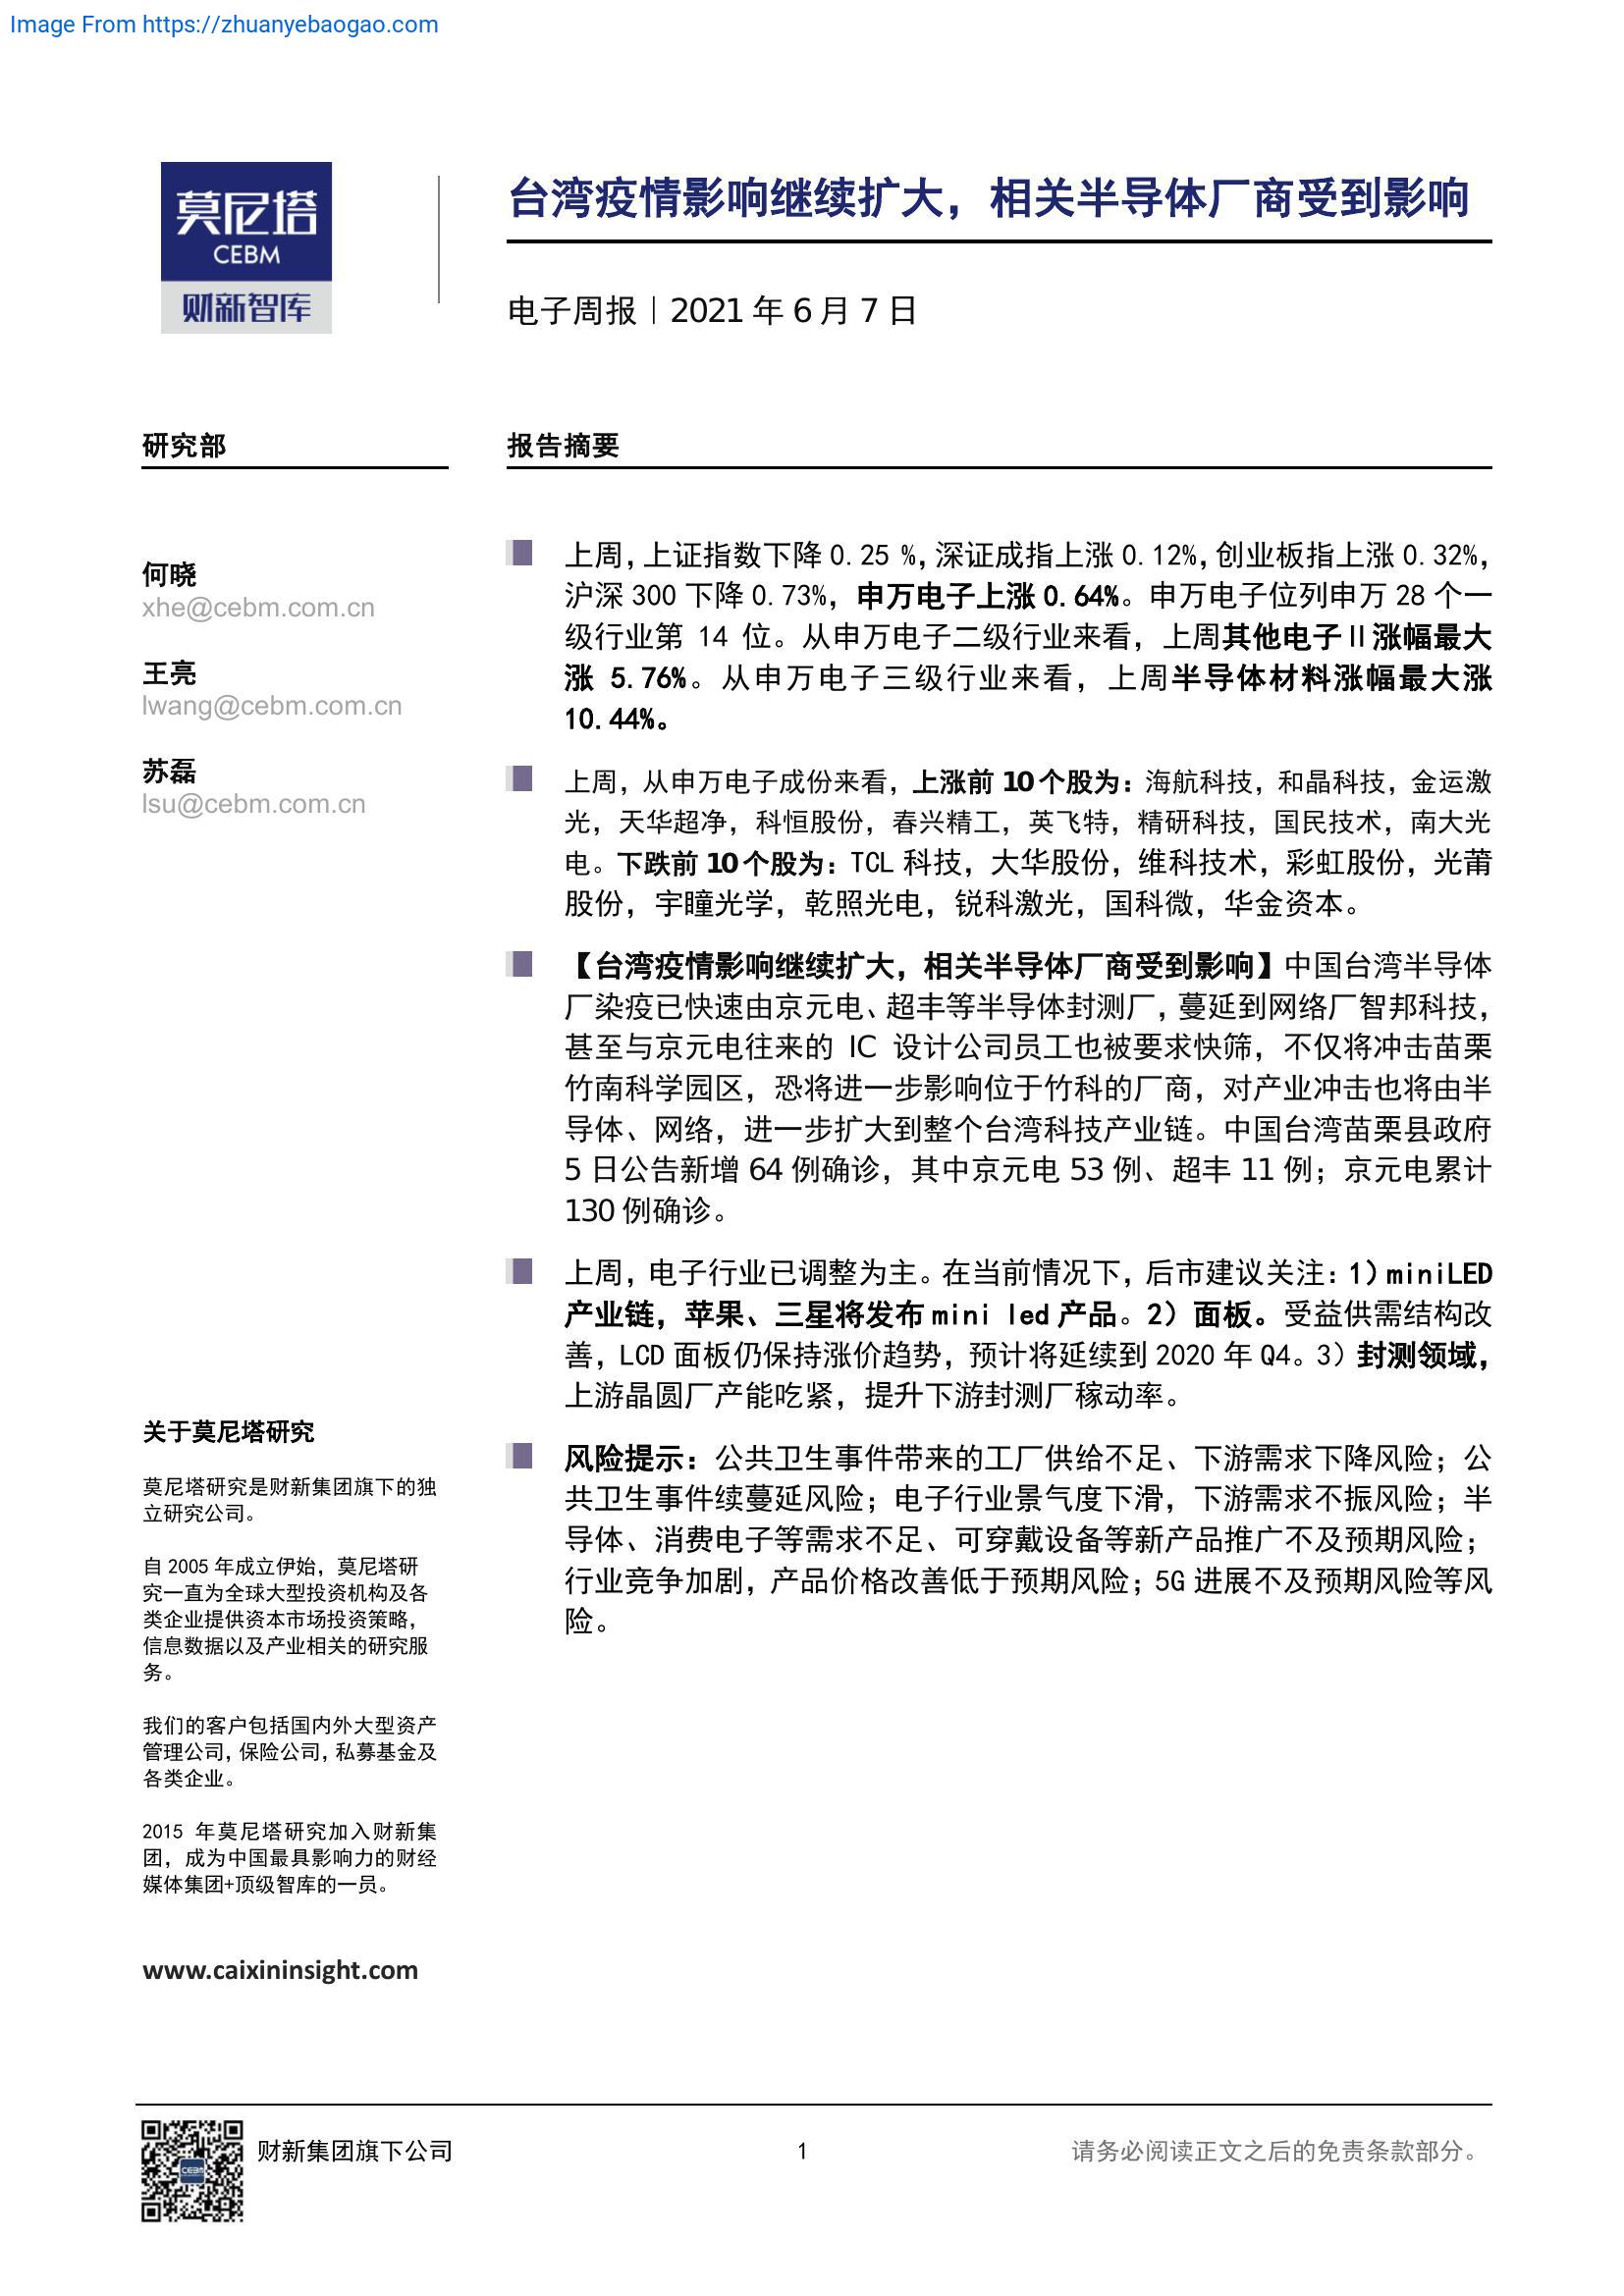 Image From https://zhuanyebaogao.com
莫尼塔
CEBM
财新智库
台湾疫情影响继续扩大，相关半导体厂商受到影响
电子周报｜2021 年 6 月 7 日
研究部
何晓
xhe@cebm.com.cn
王亮
lwang@cebm.com.cn
苏磊
lsu@cebm.com.cn
关于莫尼塔研究
莫尼塔研究是财新集团旗下的独
立研究公司。
自 2005 年成立伊始，莫尼塔研
究一直为全球大型投资机构及各
类企业提供资本市场投资策略，
信息数据以及产业相关的研究服
务。
我们的客户包括国内外大型资产
管理公司，保险公司，私募基金及
各类企业。
2015 年莫尼塔研究加入财新集
团，成为中国最具影响力的财经
媒体集团+顶级智库的一员。
www.caixininsight.com
报告摘要
上周，上证指数下降 0.25 %，深证成指上涨 0.12%，创业板指上涨 0.32%，
沪深 300 下降 0.73%，申万电子上涨 0.64%。申万电子位列申万 28 个一
级行业第 14 位。从申万电子二级行业来看，上周其他电子Ⅱ涨幅最大
涨 5.76%。从申万电子三级行业来看，上周半导体材料涨幅最大涨
10.44%。
上周，从申万电子成份来看，上涨前 10 个股为：海航科技，和晶科技，金运激
光，天华超净，科恒股份，春兴精工，英飞特，精研科技，国民技术，南大光
电。下跌前 10 个股为：TCL 科技，大华股份，维科技术，彩虹股份，光莆
股份，宇瞳光学，乾照光电，锐科激光，国科微，华金资本。
【台湾疫情影响继续扩大，相关半导体厂商受到影响】中国台湾半导体
厂染疫已快速由京元电、超丰等半导体封测厂，蔓延到网络厂智邦科技，
甚至与京元电往来的 IC 设计公司员工也被要求快筛，不仅将冲击苗栗
竹南科学园区，恐将进一步影响位于竹科的厂商，对产业冲击也将由半
导体、网络，进一步扩大到整个台湾科技产业链。中国台湾苗栗县政府
5 日公告新增 64 例确诊，其中京元电 53 例、超丰 11 例；京元电累计
130 例确诊。
上周，电子行业已调整为主。在当前情况下，后市建议关注：1）miniLED
产业链，苹果、三星将发布 mini led 产品。2）面板。受益供需结构改
善，LCD 面板仍保持涨价趋势，预计将延续到 2020 年 Q4。3）封测领域，
上游晶圆厂产能吃紧，提升下游封测厂稼动率。
风险提示：公共卫生事件带来的工厂供给不足、下游需求下降风险；公
共卫生事件续蔓延风险；电子行业景气度下滑，下游需求不振风险；半
导体、消费电子等需求不足、可穿戴设备等新产品推广不及预期风险；
行业竞争加剧，产品价格改善低于预期风险；5G 进展不及预期风险等风
险。
CEBM
财新集团旗下公司
1
请务必阅读正文之后的免责条款部分。